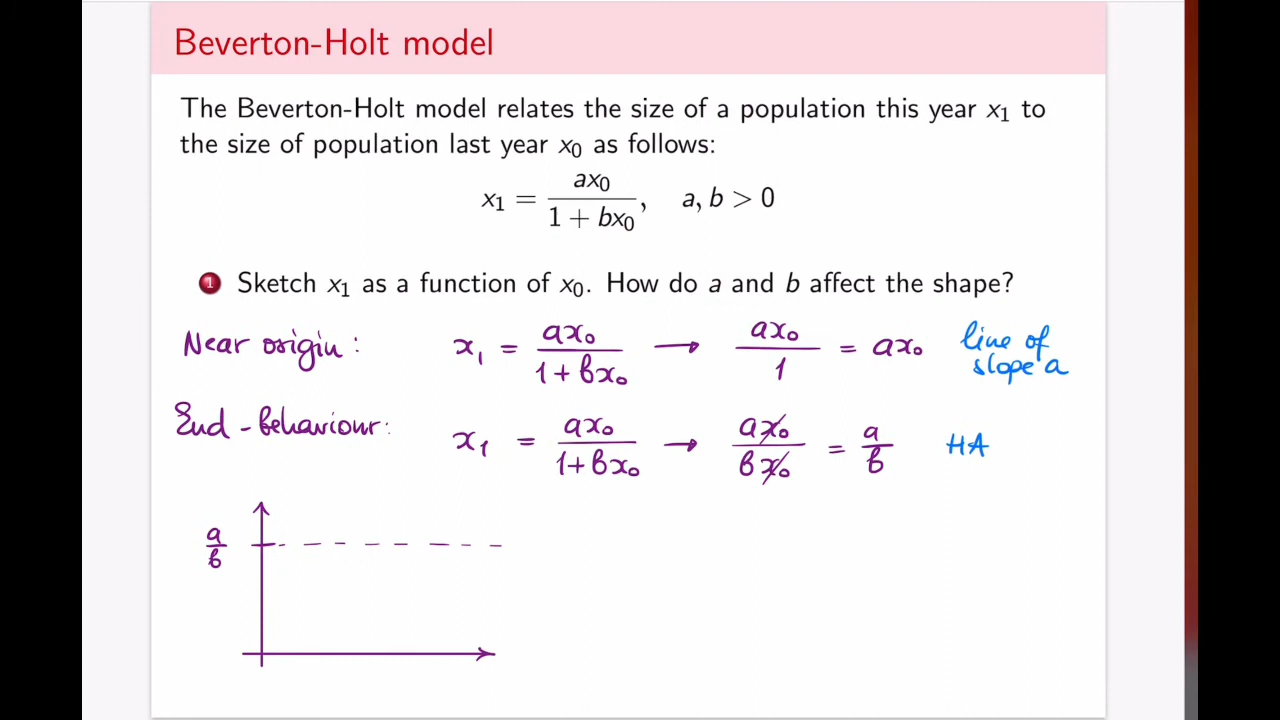 Beverton-Holt model
The Beverton-Holt model relates the size of a population this year x₁ to
the size of population last year x₀ as follows:
x₁ = ax₀ / (1 + bx₀), a, b > 0
1 Sketch x₁ as a function of x₀. How do a and b affect the shape?
Near origin: x₁ = ax₀ / (1 + bx₀) → ax₀ / 1 = ax₀ line of slope a
End-behaviour: x₁ = ax₀ / (1 + bx₀) → ax₀ / bx₀ = a / b HA
a / b